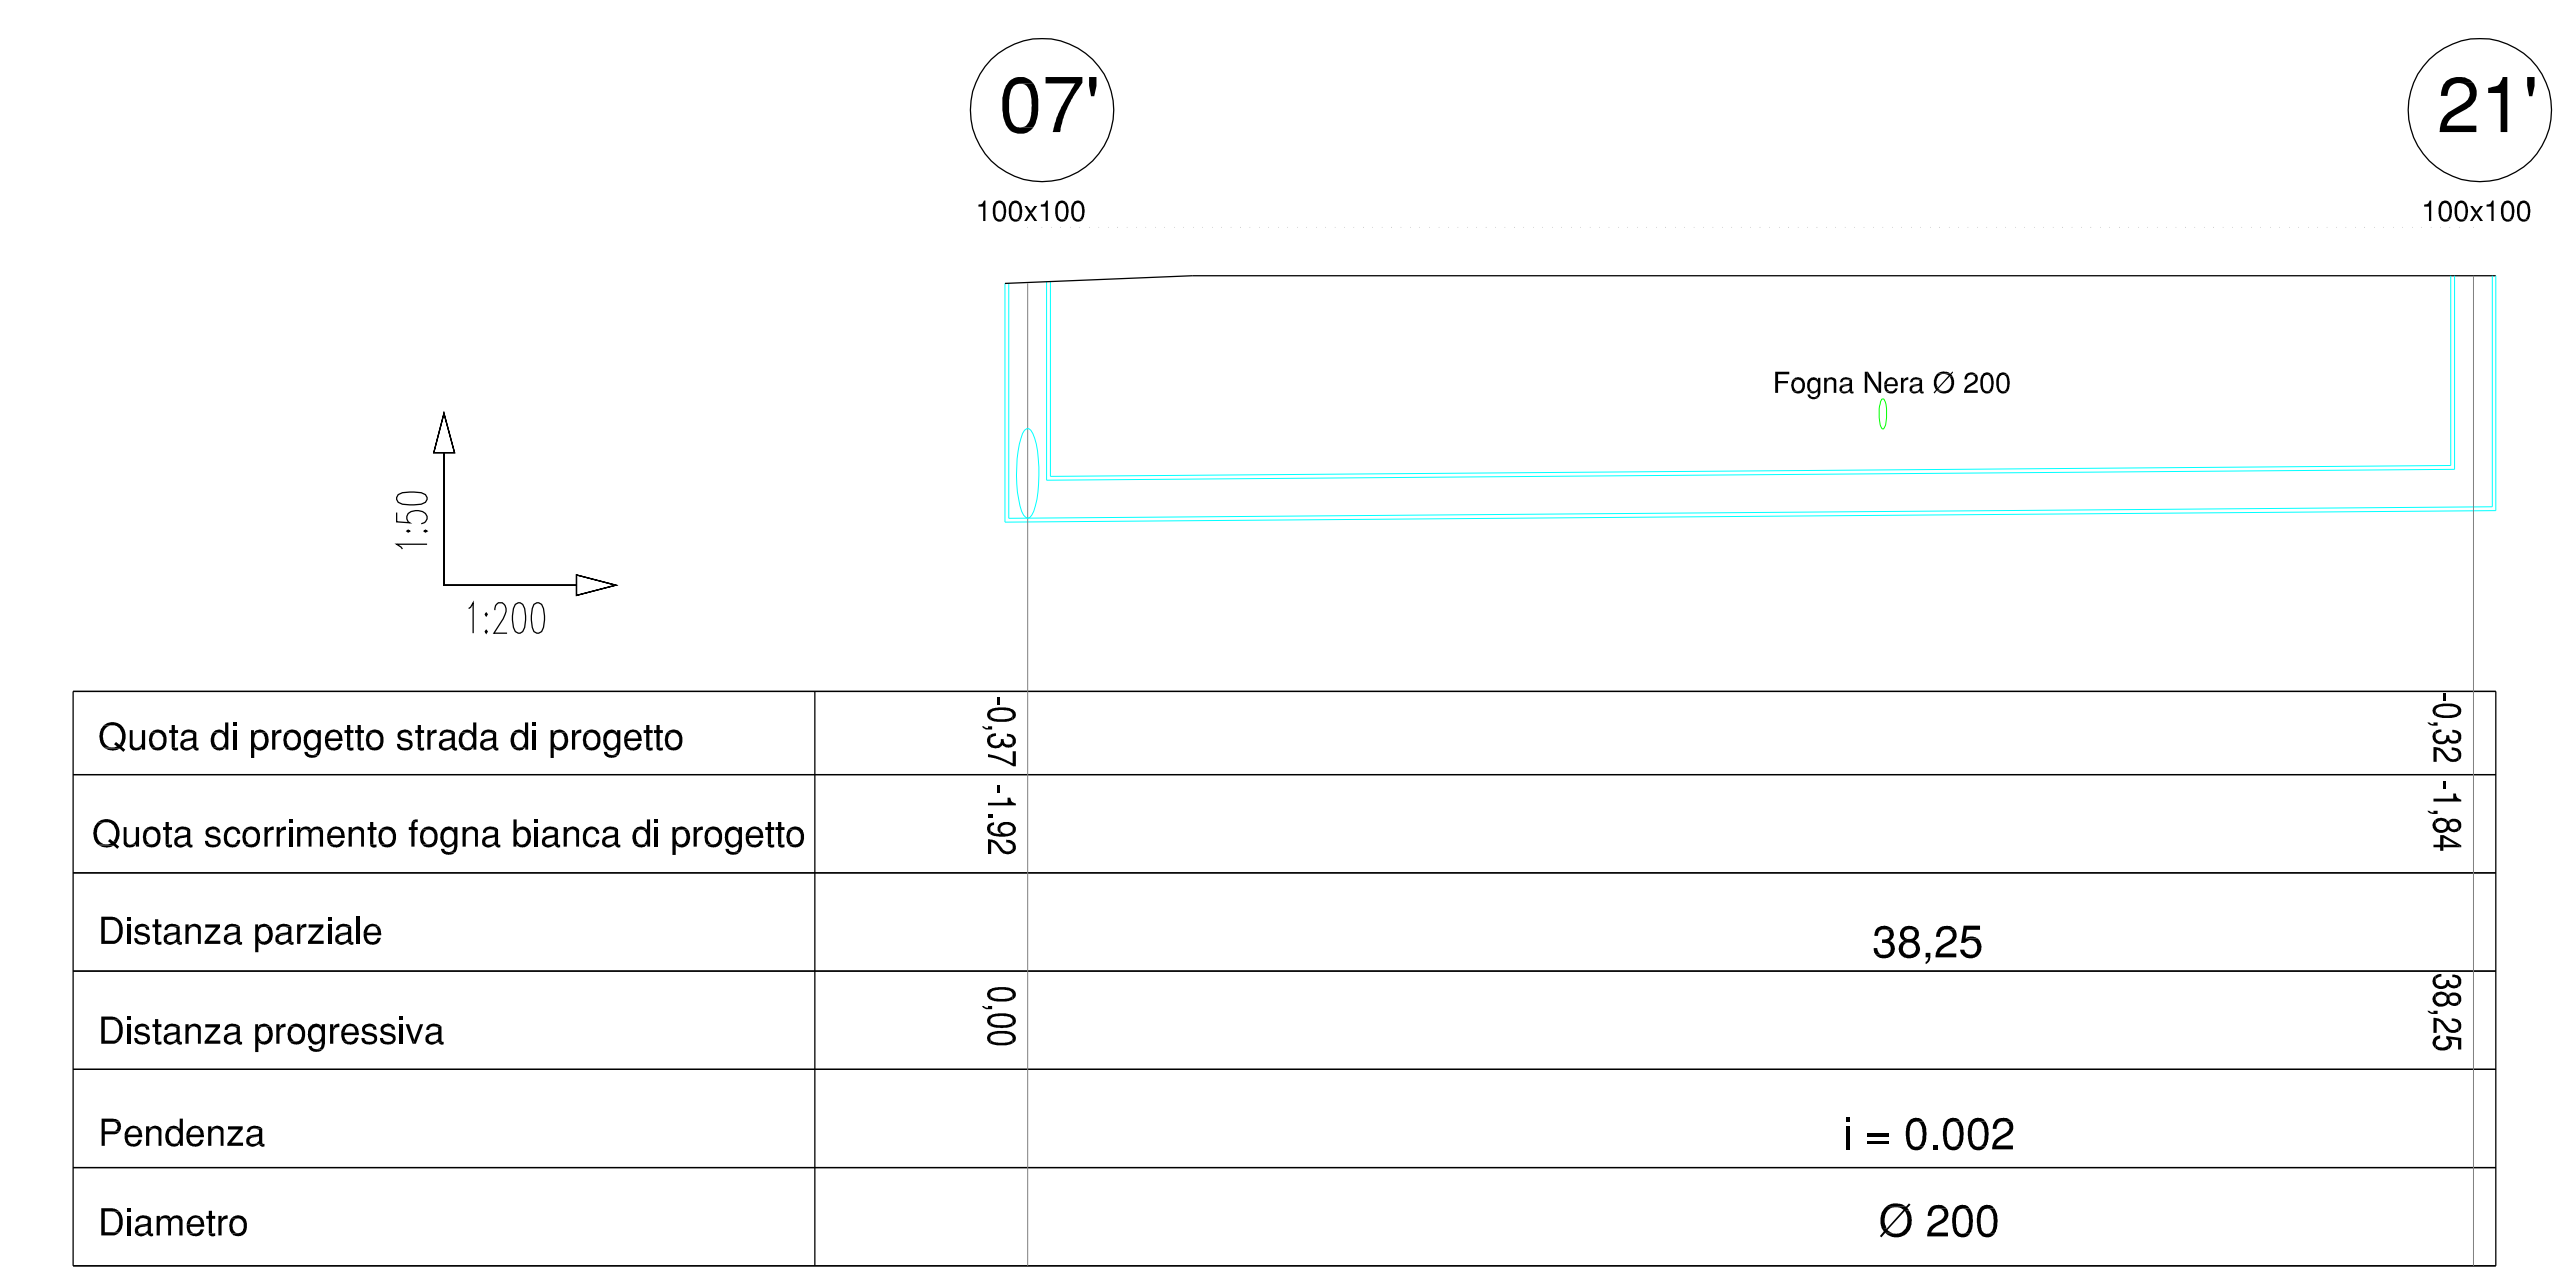 07'
21'
100x100
100x100
Fogna Nera Ø 200
1:50
1:200
Quota di progetto strada di progetto
-0,37
-0,32
Quota scorrimento fogna bianca di progetto
-1.92
-1,84
Distanza parziale
38,25
Distanza progressiva
0,00
38,25
Pendenza
i = 0.002
Diametro
Ø 200